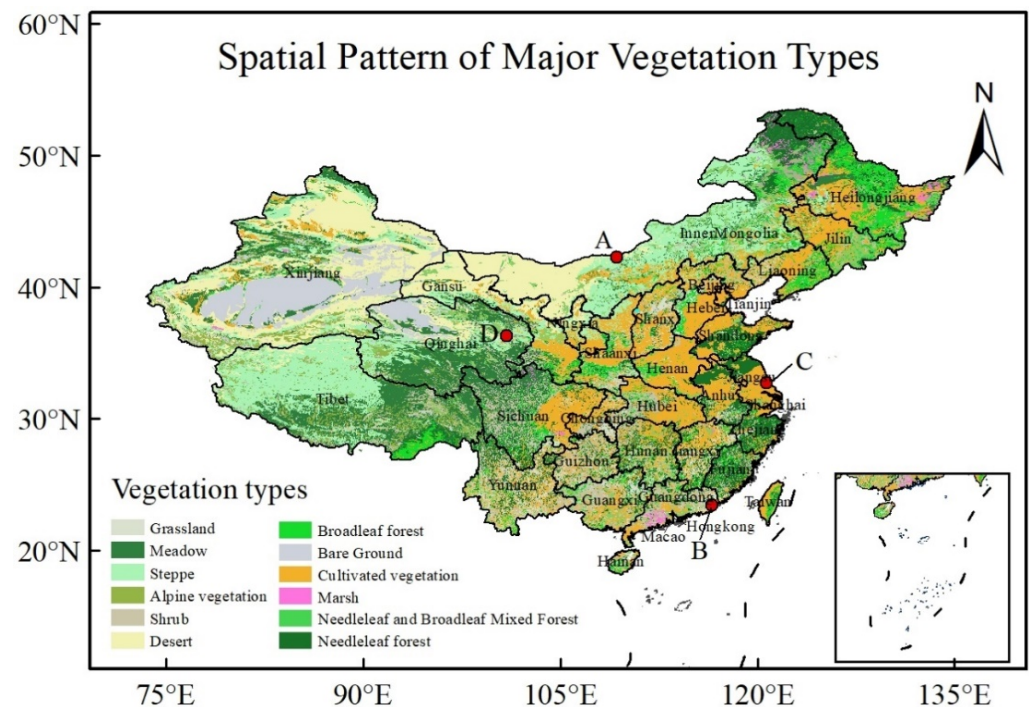 60°N
Spatial Pattern of Major Vegetation Types
N
50°N
Heilongjiang
A
InnerMongolia
Jilin
Xinjiang
Liaoning
40°N
Gansu
Beijing
Hebei
Tianjin
Ningxia
Shanxi
D
Qinghai
Shandong
Shaanxi
C
Henan
Jiangsu
Anhui
Tibet
Hubei
Shanghai
30°N
Sichuan
Chongqing
Zhejiang
Hunan
Jiangxi
Guizhou
Fujian
Vegetation types
Yunnan
Guangxi
Guangdong
Taiwan
Grassland
Broadleaf forest
Hongkong
Macao
B
20°N
Meadow
Bare Ground
Hainan
Steppe
Cultivated vegetation
Alpine vegetation
Marsh
Shrub
Needleleaf and Broadleaf Mixed Forest
Desert
Needleleaf forest
75°E
90°E
105°E
120°E
135°E